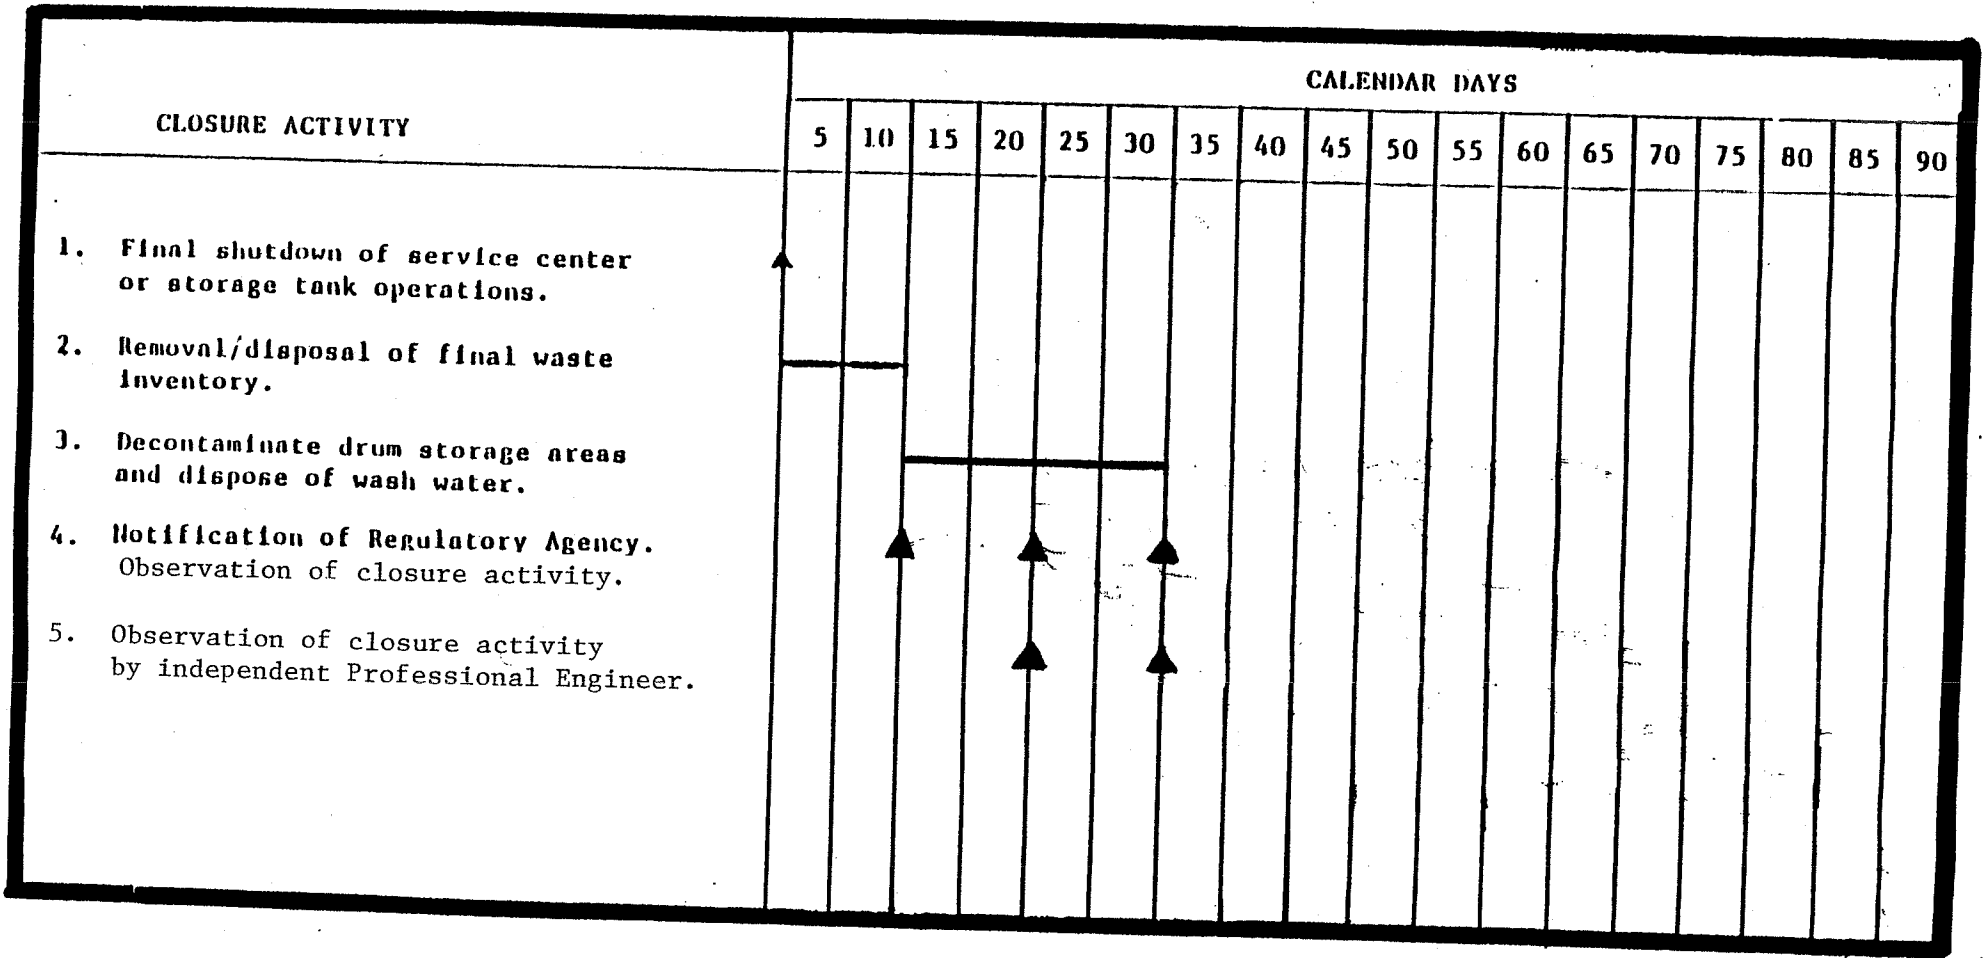 CALENDAR DAYS
CLOSURE ACTIVITY
5 10 15 20 25 30 35 40 45 50 55 60 65 70 75 80 85 90
1. Final shutdown of service center
or storage tank operations.
2. Removal/disposal of final waste
inventory.
3. Decontaminate drum storage areas
and dispose of wash water.
4. Notification of Regulatory Agency.
Observation of closure activity.
5. Observation of closure activity
by independent Professional Engineer.